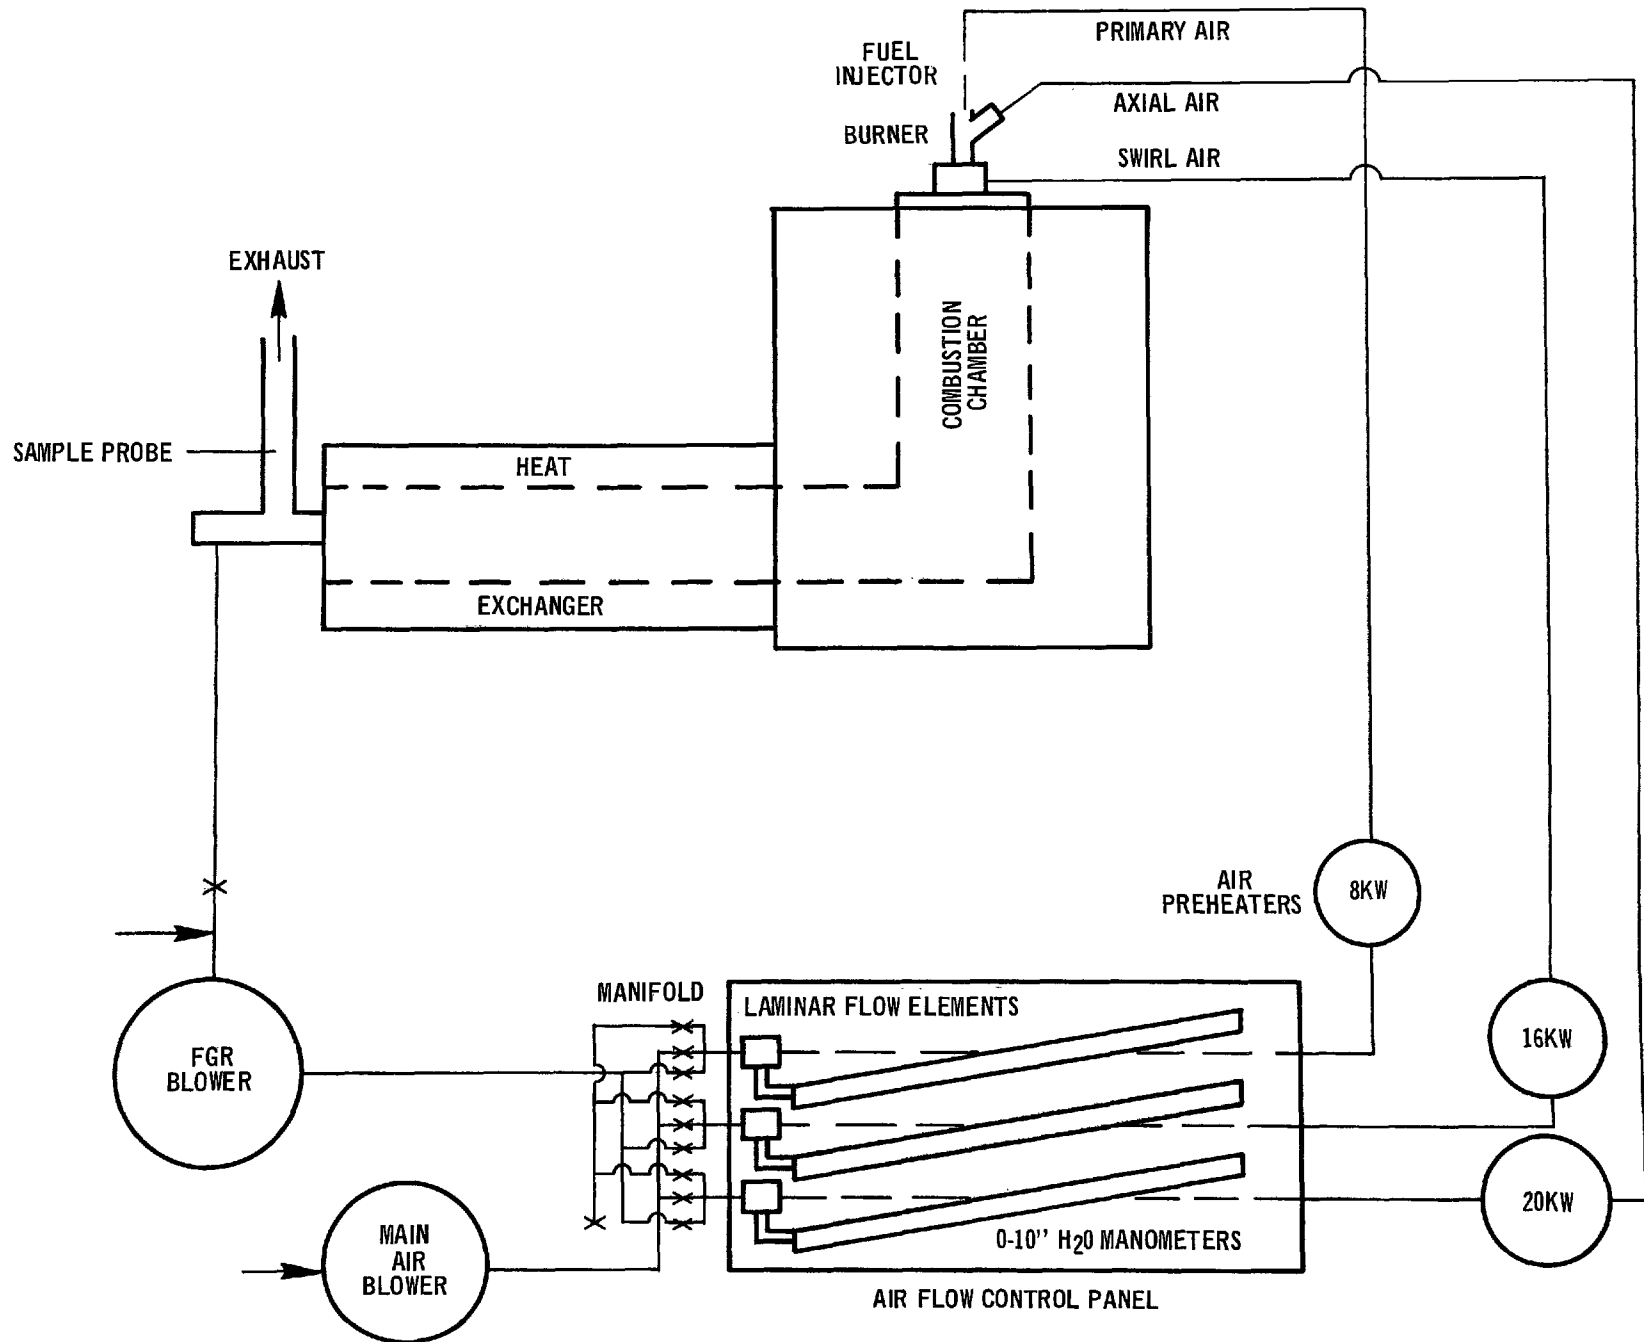 PRIMARY AIR
FUEL
INJECTOR
AXIAL AIR
BURNER
SWIRL AIR
EXHAUST
COMBUSTION
CHAMBER
SAMPLE PROBE
HEAT
EXCHANGER
AIR
PREHEATERS
8KW
MANIFOLD
LAMINAR FLOW ELEMENTS
16KW
FGR
BLOWER
20KW
MAIN
AIR
BLOWER
0-10" H2O MANOMETERS
AIR FLOW CONTROL PANEL